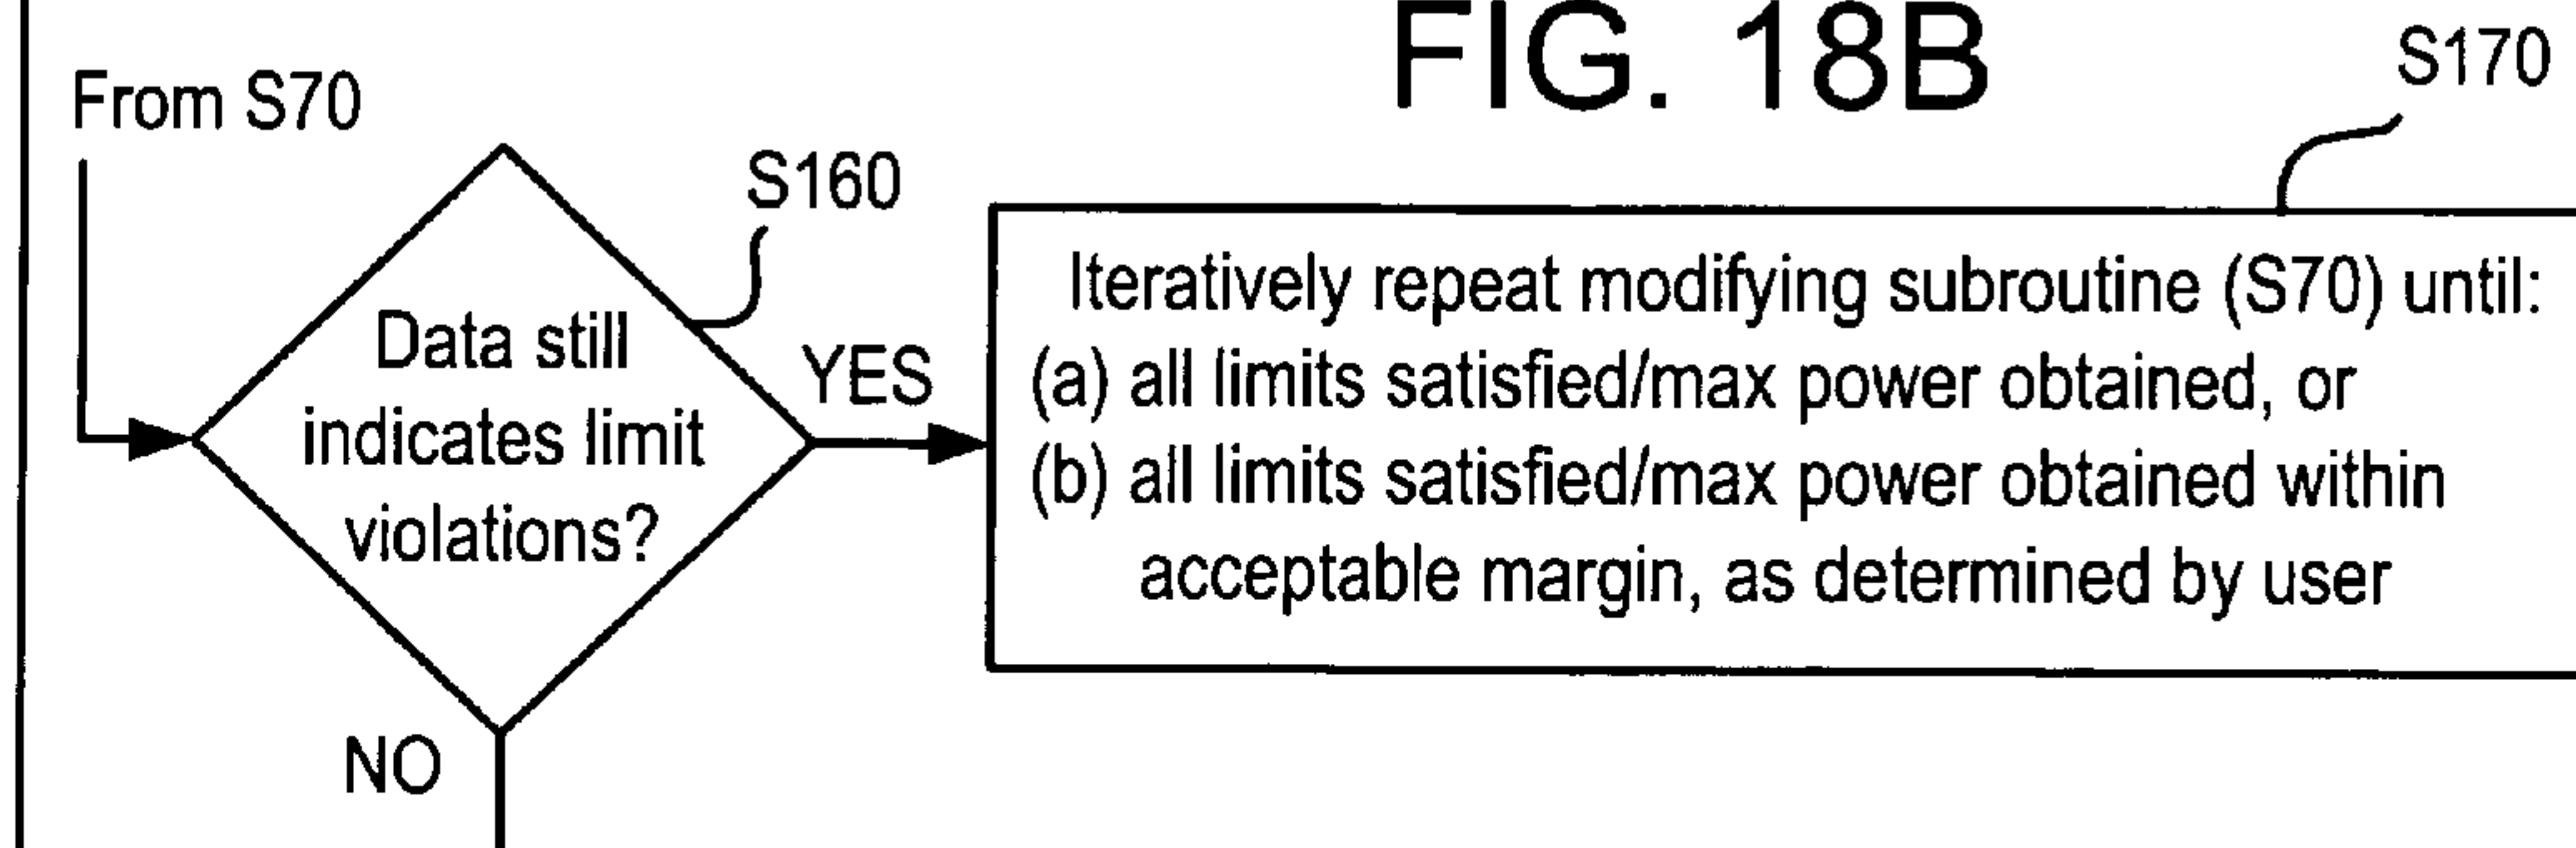 FIG. 18B
From S70
S160
S170
Data still
indicates limit
violations?
YES
NO
Iteratively repeat modifying subroutine (S70) until:
(a) all limits satisfied/max power obtained, or
(b) all limits satisfied/max power obtained within
acceptable margin, as determined by user